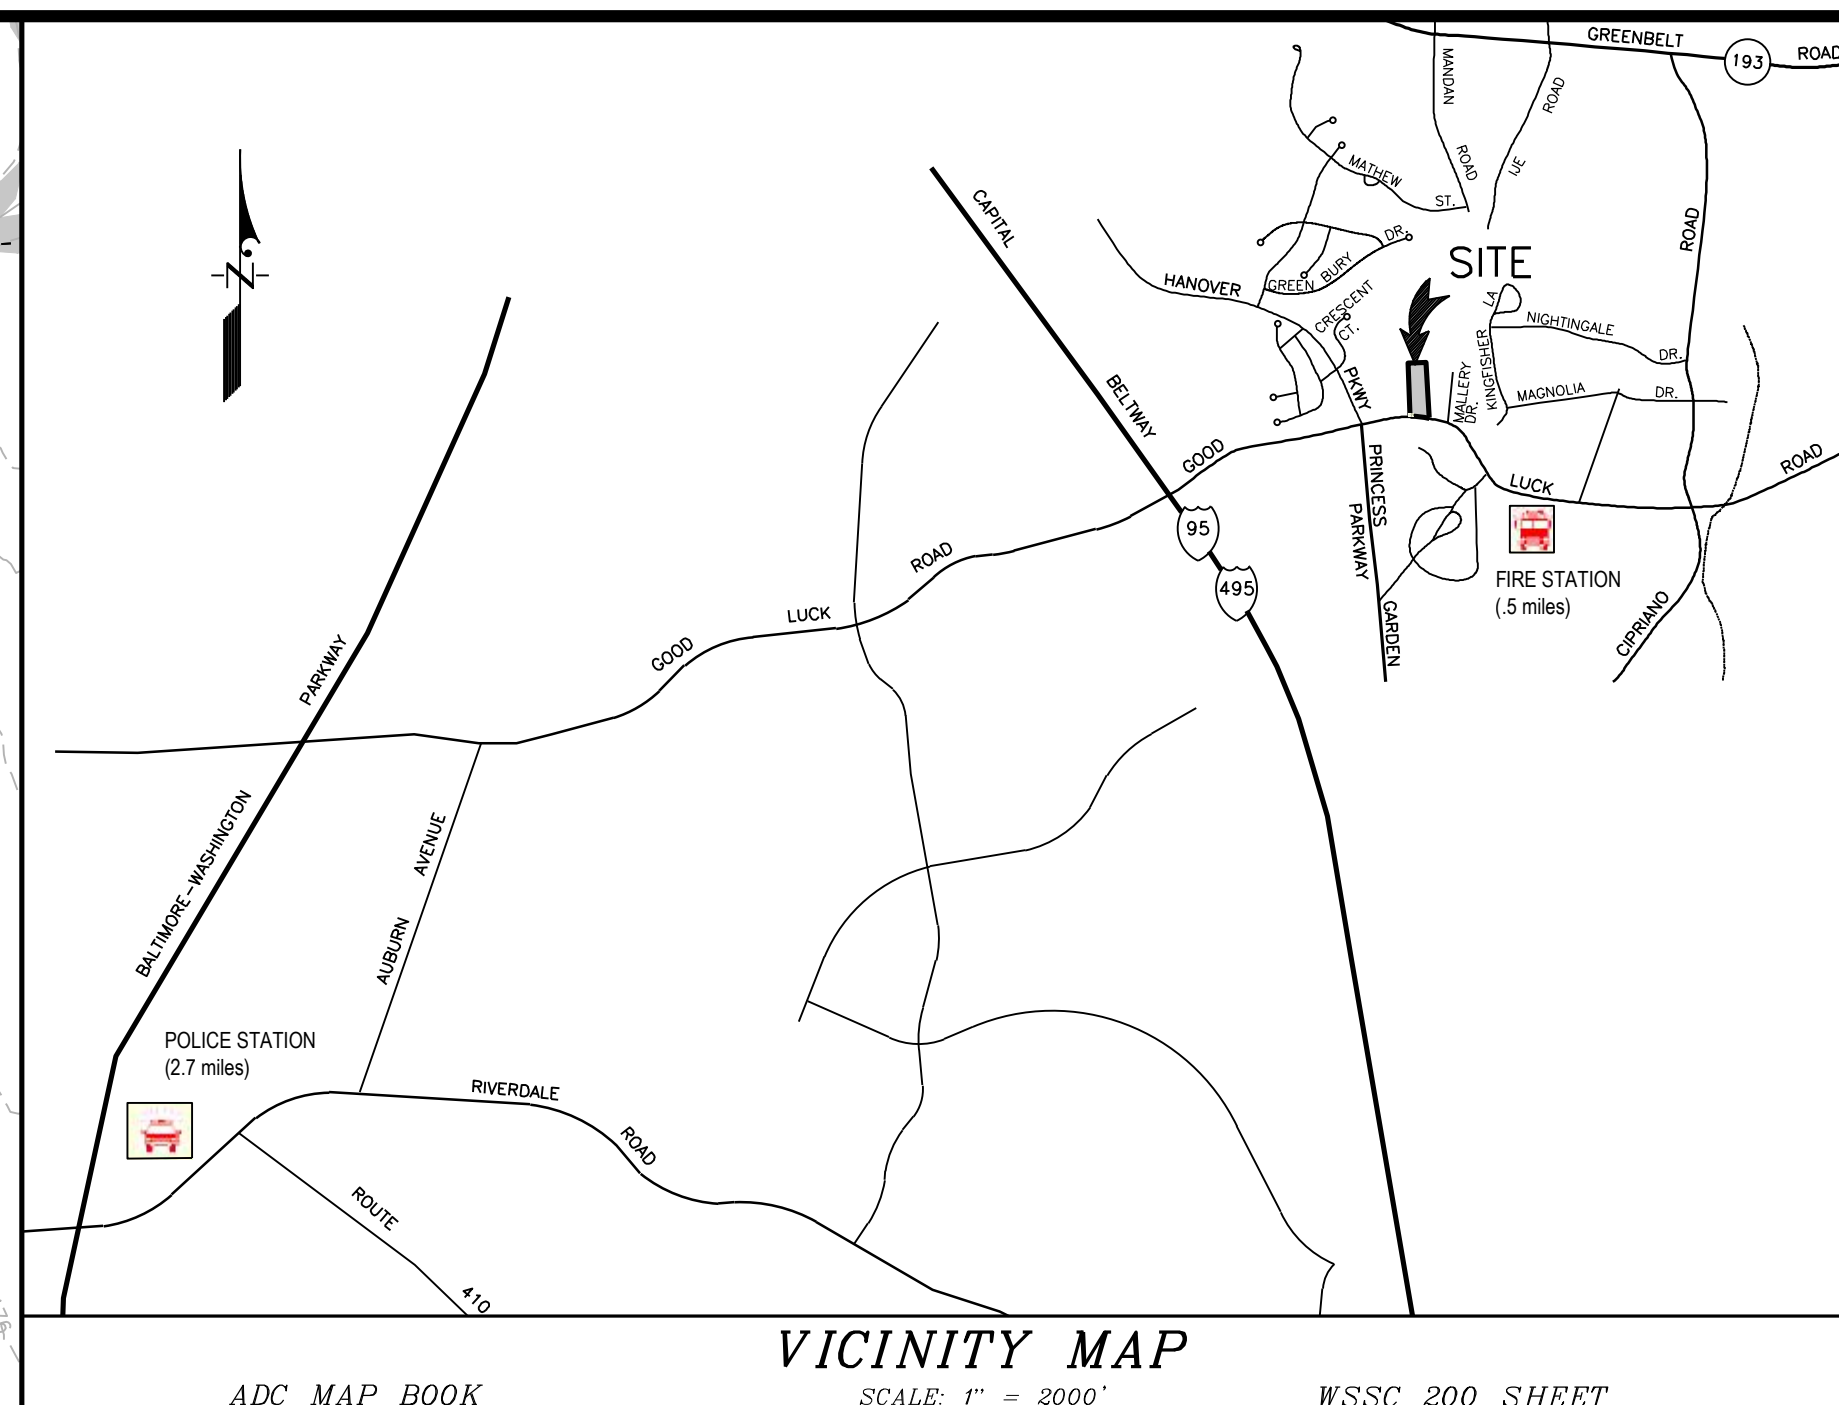 GREENBELT
193
ROAD
MANDAN
ROAD
ROAD
IJE
MATHEW
ST.
ROAD
CAPITAL
DR.
SITE
HANOVER
GREEN
BURY
CRESCENT
CT.
LA
NIGHTINGALE
DR.
KINGFISHER
MALLERY
DR.
MAGNOLIA
DR.
PKWY
BELTWAY
GOOD
PRINCESS
PARKWAY
LUCK
ROAD
95
495
ROAD
FIRE STATION
(.5 miles)
GARDEN
CIPRIANO
LUCK
GOOD
PARKWAY
BALTIMORE-WASHINGTON
AVENUE
AUBURN
POLICE STATION
(2.7 miles)
RIVERDALE
ROAD
ROUTE
410
N
VICINITY MAP
ADC MAP BOOK
SCALE: 1" = 2000'
WSSC 200 SHEET